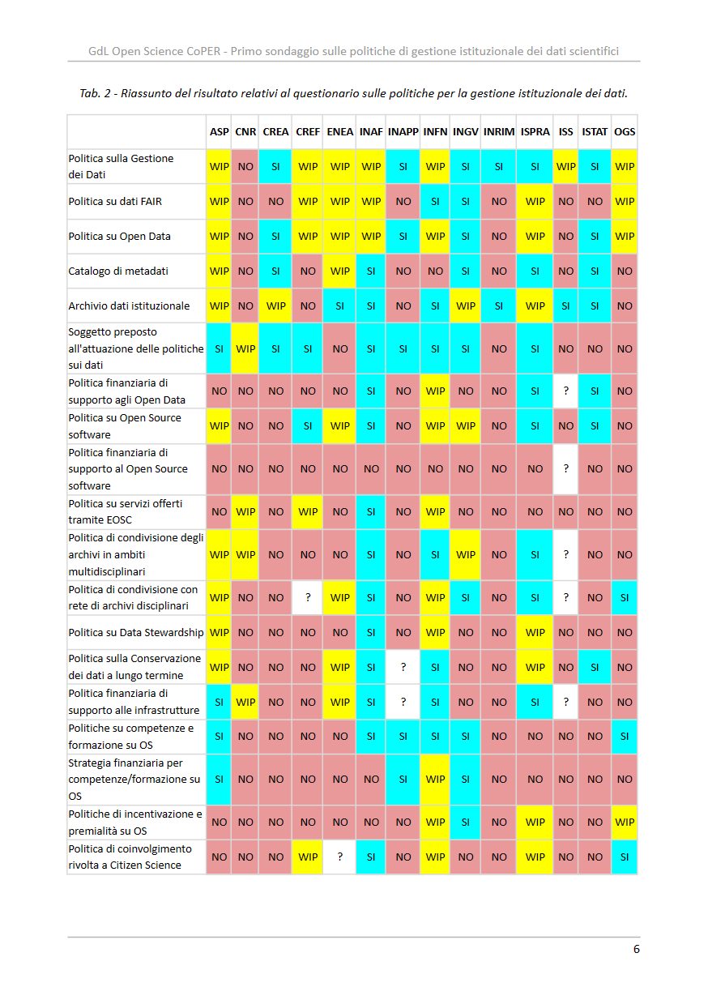 GdL Open Science CoPER - Primo sondaggio sulle politiche di gestione istituzionale dei dati scientifici
Tab. 2 - Riassunto del risultato relativi al questionario sulle politiche per la gestione istituzionale dei dati.
ASP CNR CREA CREF ENEA INAF INAPP INFN INGV INRIM ISPRA ISS ISTAT OGS
Politica sulla Gestione
dei Dati
WIP NO SI WIP WIP WIP SI WIP SI SI SI WIP SI WIP
Politica su dati FAIR WIP NO NO WIP WIP WIP NO SI SI NO WIP NO NO WIP
Politica su Open Data WIP NO SI WIP WIP WIP SI WIP SI NO WIP NO SI WIP
Catalogo di metadati WIP NO SI NO WIP SI NO NO SI NO SI NO SI NO
Archivio dati istituzionale WIP NO WIP NO SI SI NO SI WIP SI WIP SI SI NO
Soggetto preposto
all'attuazione delle politiche SI WIP SI SI NO SI SI SI SI NO SI NO NO NO
sui dati
Politica finanziaria di
supporto agli Open Data
NO NO NO NO NO SI NO WIP NO NO SI ? SI NO
Politica su Open Source
software
WIP NO NO SI WIP SI NO WIP WIP NO SI NO SI NO
Politica finanziaria di
supporto al Open Source NO NO NO NO NO NO NO NO NO NO NO ? NO NO
software
Politica su servizi offerti
tramite EOSC
NO WIP NO WIP NO SI NO WIP NO NO NO NO NO NO
Politica di condivisione degli
archivi in ambiti WIP WIP NO NO NO SI NO SI WIP NO SI ? NO NO
multidisciplinari
Politica di condivisione con
rete di archivi disciplinari
WIP NO NO ? WIP SI NO WIP SI NO SI ? NO SI
Politica su Data Stewardship WIP NO NO NO NO SI NO WIP NO NO WIP NO NO NO
Politica sulla Conservazione
dei dati a lungo termine
WIP NO NO NO WIP SI ? SI NO NO WIP NO SI NO
Politica finanziaria di
supporto alle infrastrutture
SI WIP NO NO WIP SI ? SI NO NO SI ? NO NO
Politiche su competenze e
formazione su OS
SI NO NO NO NO SI SI SI SI NO NO NO NO SI
Strategia finanziaria per
competenze/formazione su SI NO NO NO NO NO SI WIP SI NO NO NO NO NO
OS
Politiche di incentivazione e
premialità su OS
NO NO NO NO NO NO NO WIP SI NO WIP NO NO WIP
Politica di coinvolgimento
rivolta a Citizen Science
NO NO NO WIP ? SI NO WIP NO NO WIP NO NO SI
6